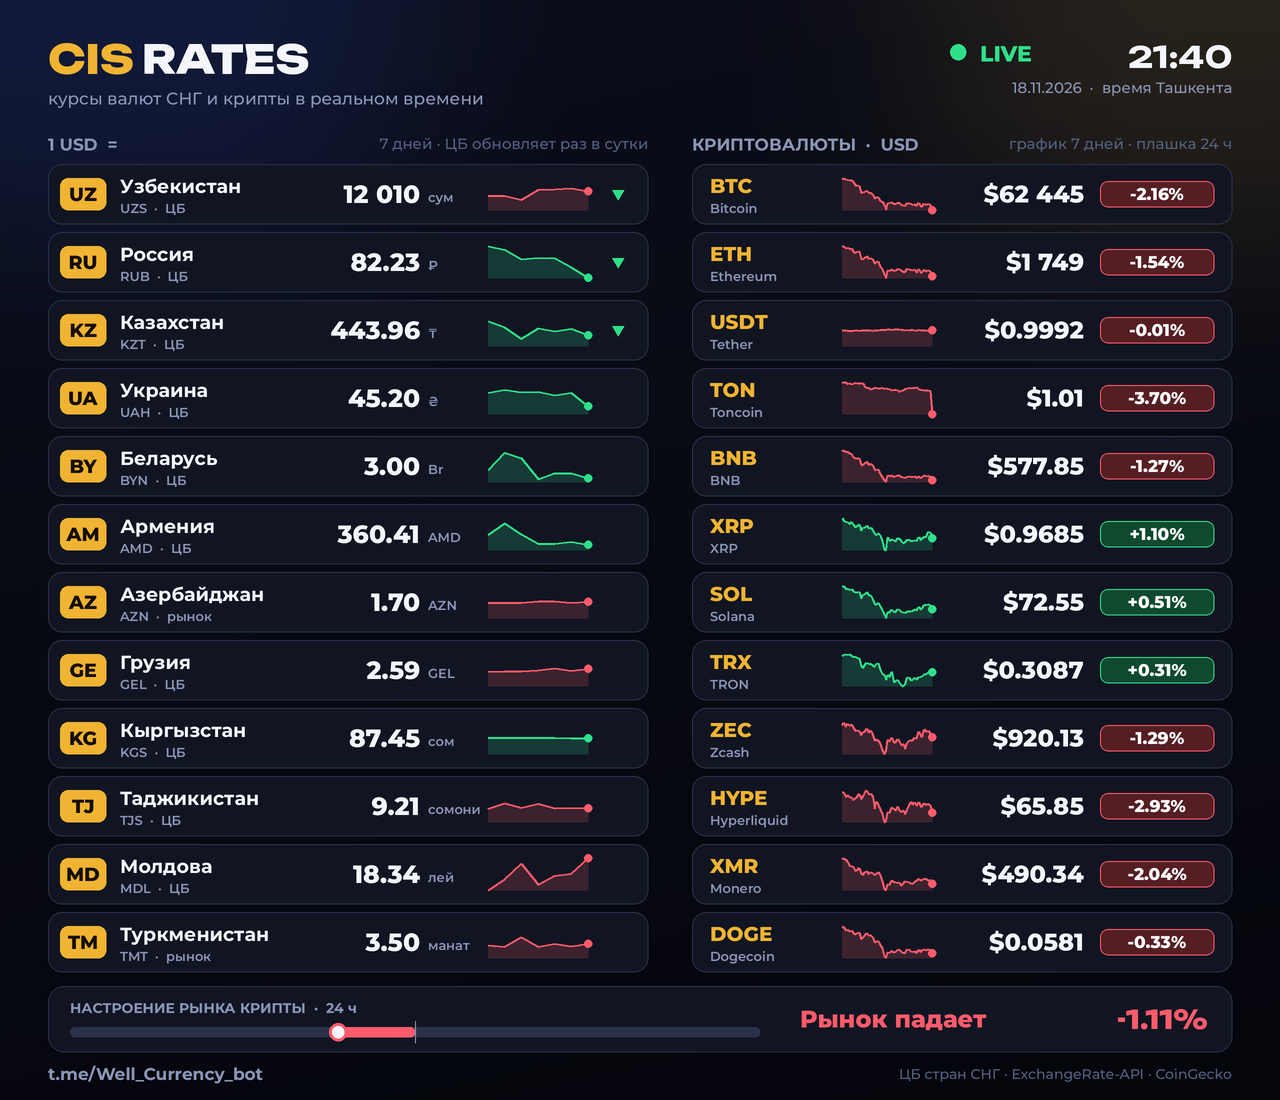 CIS RATES
курсы валют СНГ и крипты в реальном времени
LIVE
21:40
18.11.2026 · время Ташкента
1 USD =
7 дней · ЦБ обновляет раз в сутки
UZ Узбекистан 12 010 сум
UZS · ЦБ
RU Россия 82.23 ₽
RUB · ЦБ
KZ Казахстан 443.96 ₸
KZT · ЦБ
UA Украина 45.20 ₴
UAH · ЦБ
BY Беларусь 3.00 Br
BYN · ЦБ
AM Армения 360.41 AMD
AMD · ЦБ
AZ Азербайджан 1.70 AZN
AZN · рынок
GE Грузия 2.59 GEL
GEL · ЦБ
KG Кыргызстан 87.45 сом
KGS · ЦБ
TJ Таджикистан 9.21 сомони
TJS · ЦБ
MD Молдова 18.34 лей
MDL · ЦБ
TM Туркменистан 3.50 манат
TMT · рынок
КРИПТОВАЛЮТЫ · USD
график 7 дней · плашка 24 ч
BTC $62 445 -2.16%
Bitcoin
ETH $1 749 -1.54%
Ethereum
USDT $0.9992 -0.01%
Tether
TON $1.01 -3.70%
Toncoin
BNB $577.85 -1.27%
BNB
XRP $0.9685 +1.10%
XRP
SOL $72.55 +0.51%
Solana
TRX $0.3087 +0.31%
TRON
ZEC $920.13 -1.29%
Zcash
HYPE $65.85 -2.93%
Hyperliquid
XMR $490.34 -2.04%
Monero
DOGE $0.0581 -0.33%
Dogecoin
НАСТРОЕНИЕ РЫНКА КРИПТЫ · 24 ч
Рынок падает -1.11%
t.me/Well_Currency_bot
ЦБ стран СНГ · ExchangeRate-API · CoinGecko